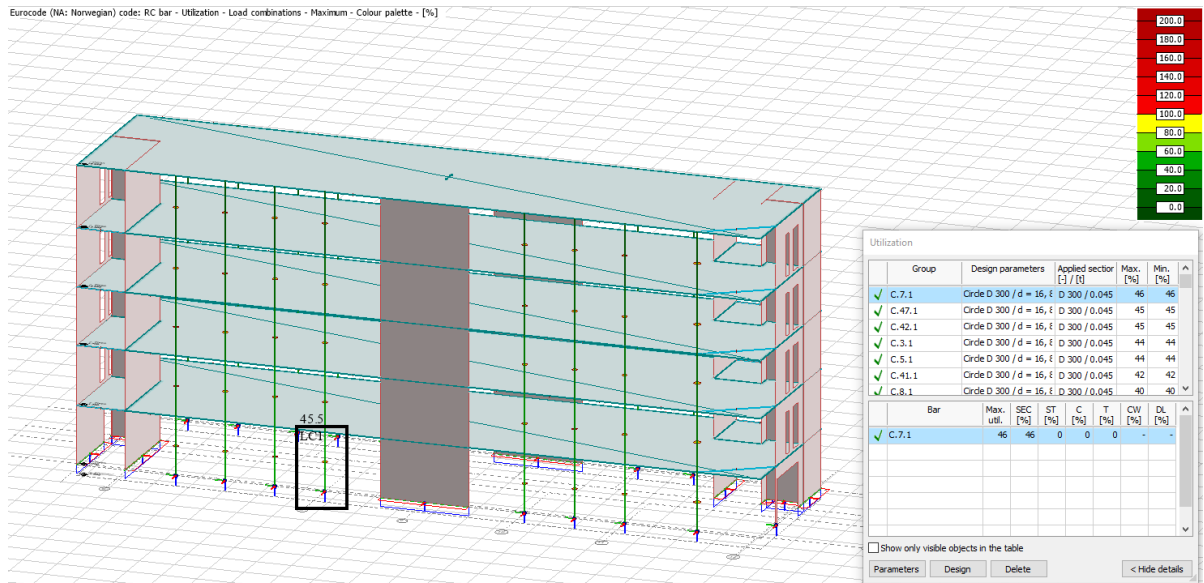 Eurocode (NA: Norwegian) code: RC bar - Utilization - Load combinations - Maximum - Colour palette - [%]
200.0
180.0
160.0
140.0
120.0
100.0
80.0
60.0
40.0
20.0
0.0
45.5
LC1
Utilization
Group Design parameters Applied section Max. Min.
[-] / [t] [%] [%]
C.7.1 Circle D 300 / d = 16, 8 D 300 / 0.045 46 46
C.47.1 Circle D 300 / d = 16, 8 D 300 / 0.045 45 45
C.42.1 Circle D 300 / d = 16, 8 D 300 / 0.045 45 45
C.3.1 Circle D 300 / d = 16, 8 D 300 / 0.045 44 44
C.5.1 Circle D 300 / d = 16, 8 D 300 / 0.045 44 44
C.41.1 Circle D 300 / d = 16, 8 D 300 / 0.045 42 42
C.8.1 Circle D 300 / d = 16, 8 D 300 / 0.045 40 40
Bar Max. SEC ST C T CW DL
util. [%] [%] [%] [%] [%] [%]
C.7.1 46 46 0 0 0 - -
Show only visible objects in the table
Parameters Design Delete < Hide details